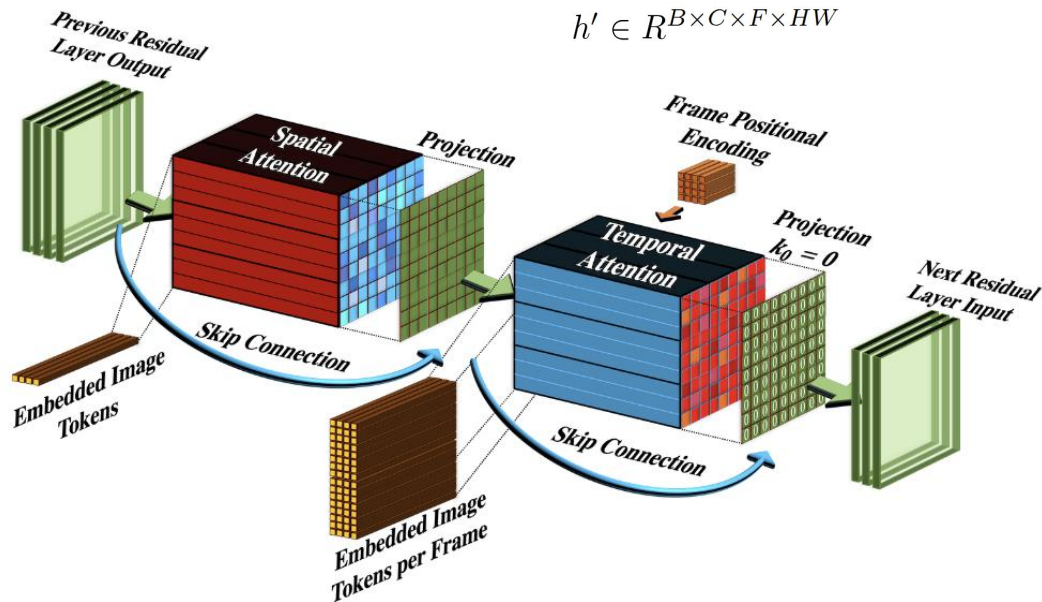 h′ ∈ R^{B×C×F×HW}
Previous Residual
Layer Output
Spatial
Attention
Projection
Frame Positional
Encoding
Temporal
Attention
Projection
k₀ = 0
Next Residual
Layer Input
Skip Connection
Embedded Image
Tokens
Skip Connection
Embedded Image
Tokens per Frame